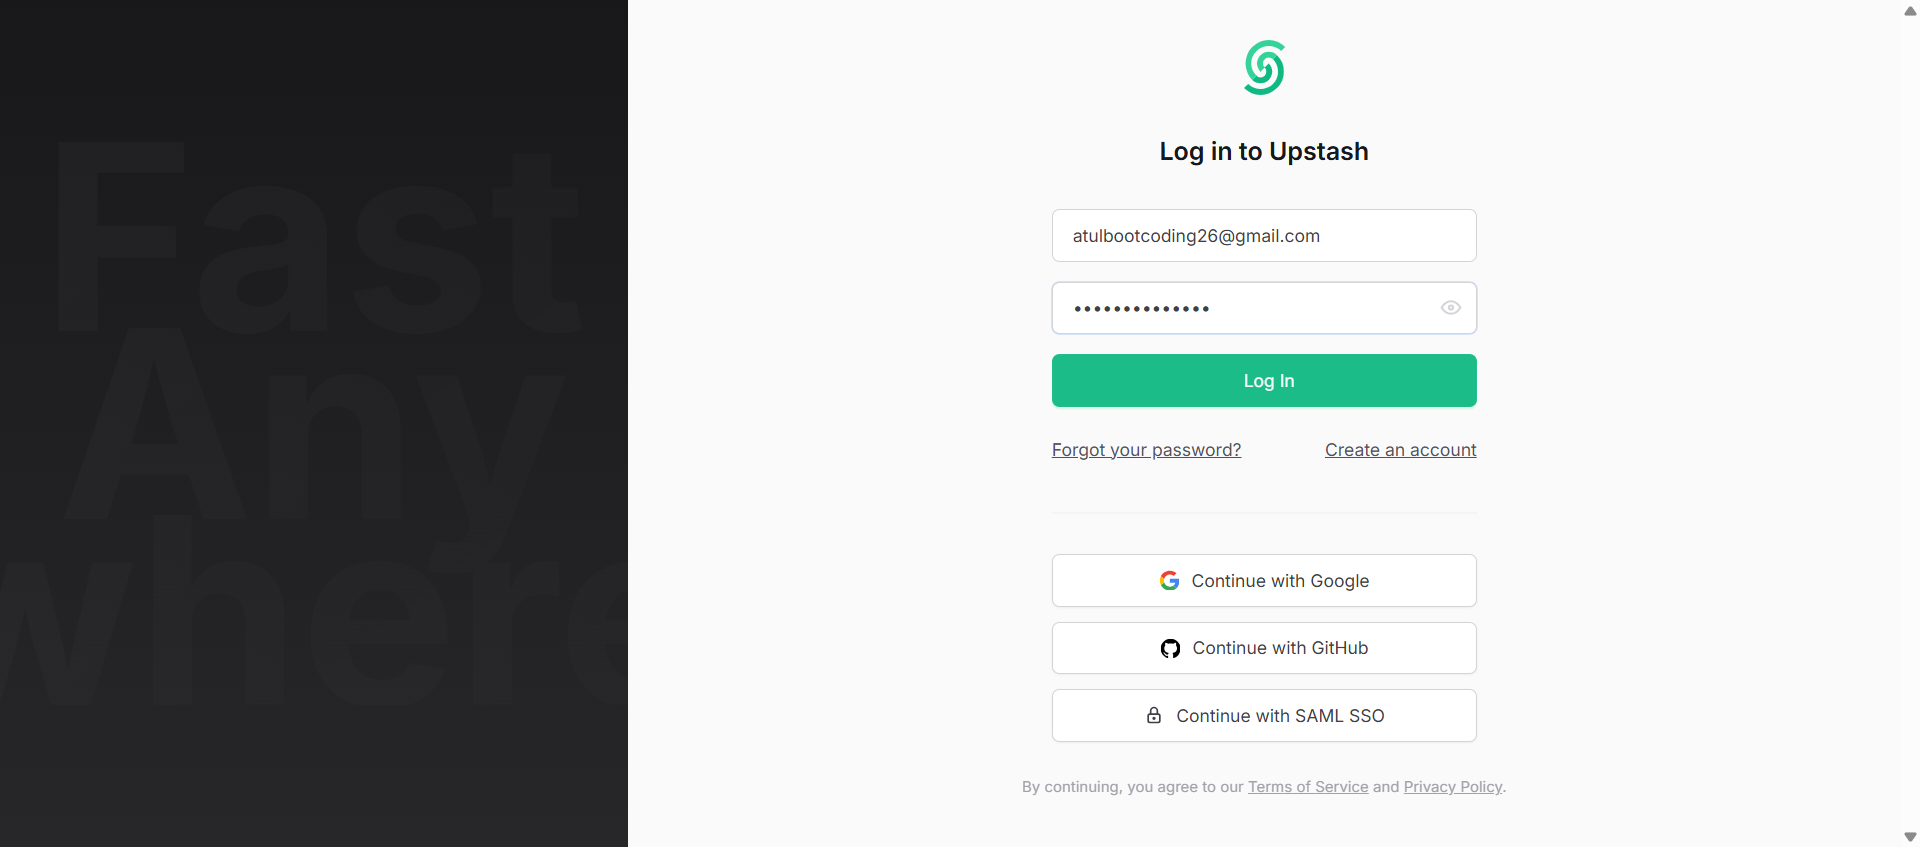 Fast
Any
where
Log in to Upstash
atulbootcoding26@gmail.com
••••••••••••••
Log In
Forgot your password?
Create an account
Continue with Google
Continue with GitHub
Continue with SAML SSO
By continuing, you agree to our Terms of Service and Privacy Policy.